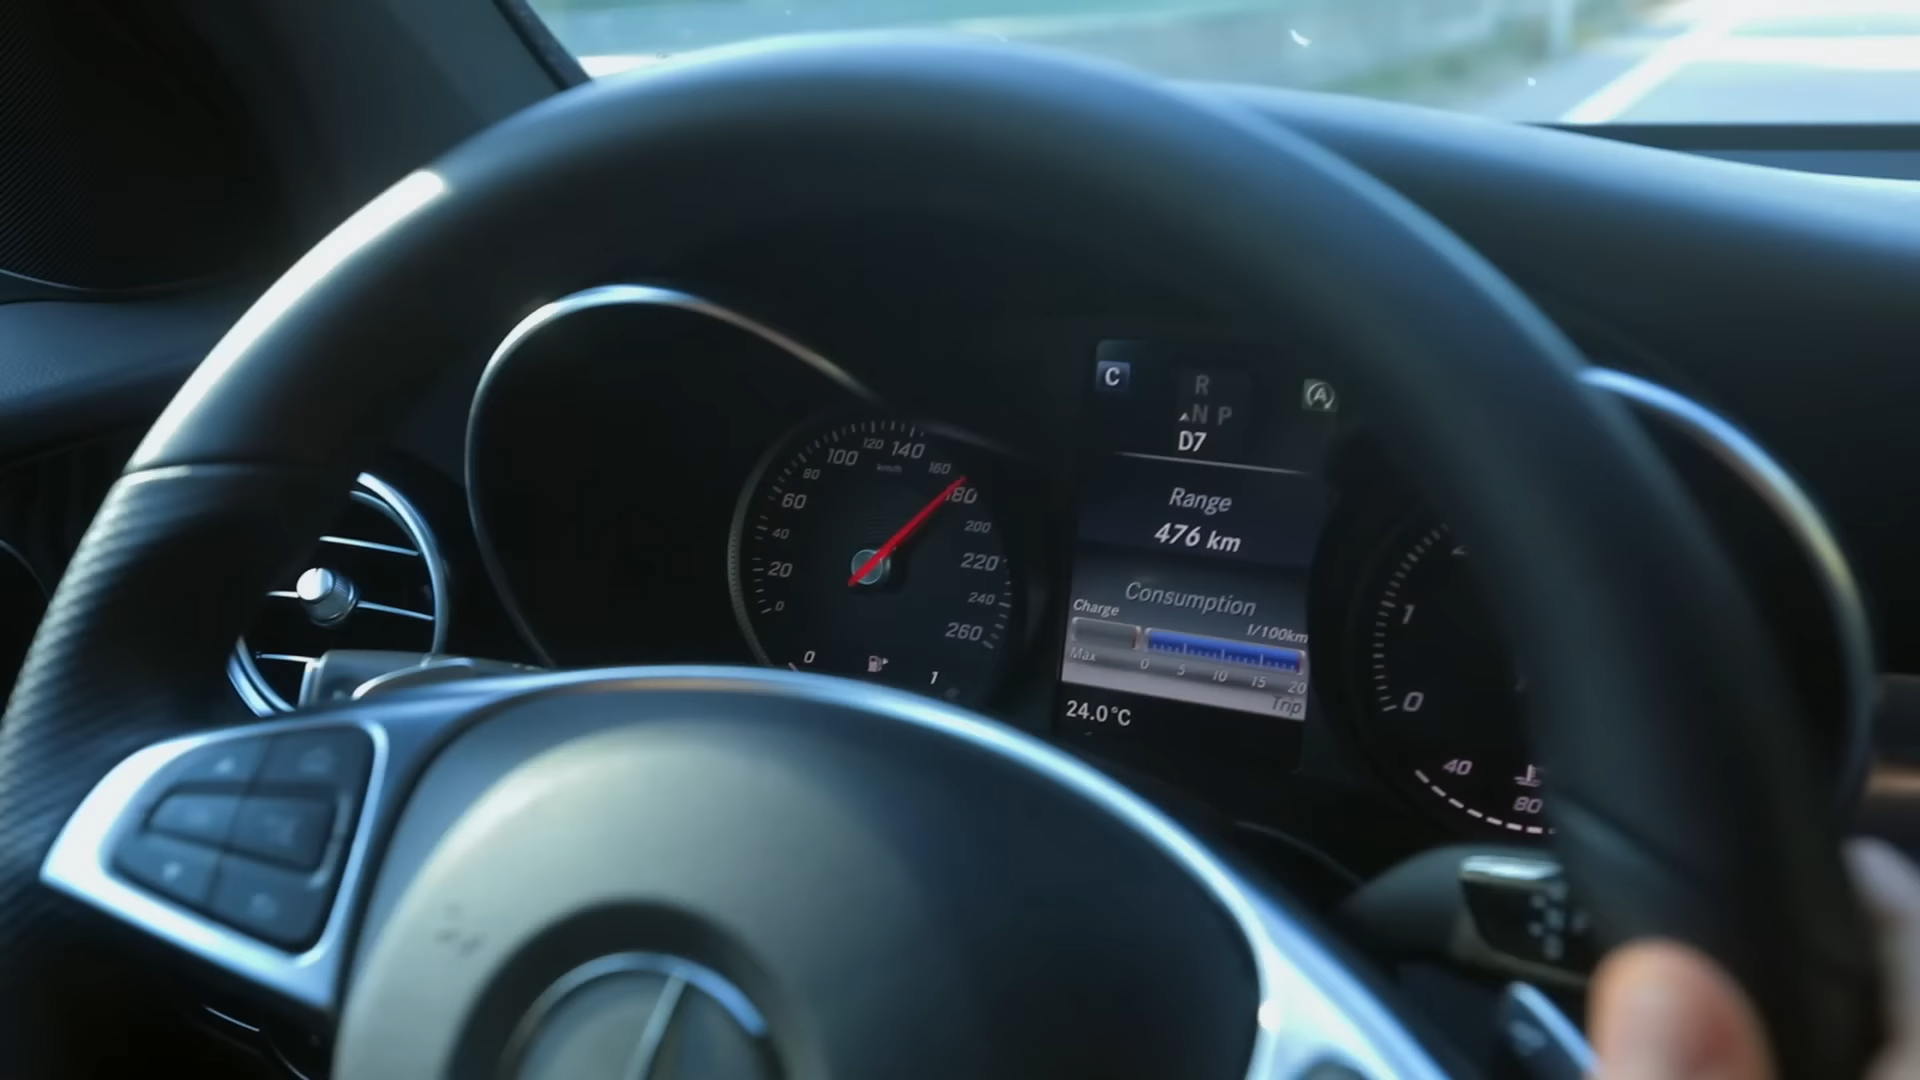 C
R
N P
D7
Range
476 km
Consumption
Charge
l/100km
Max
0 5 10 15 20
Trip
24.0°C
0
20
40
60
80
100
120
140
160
180
200
220
240
260
km/h
0
1
1
0
40
80
A